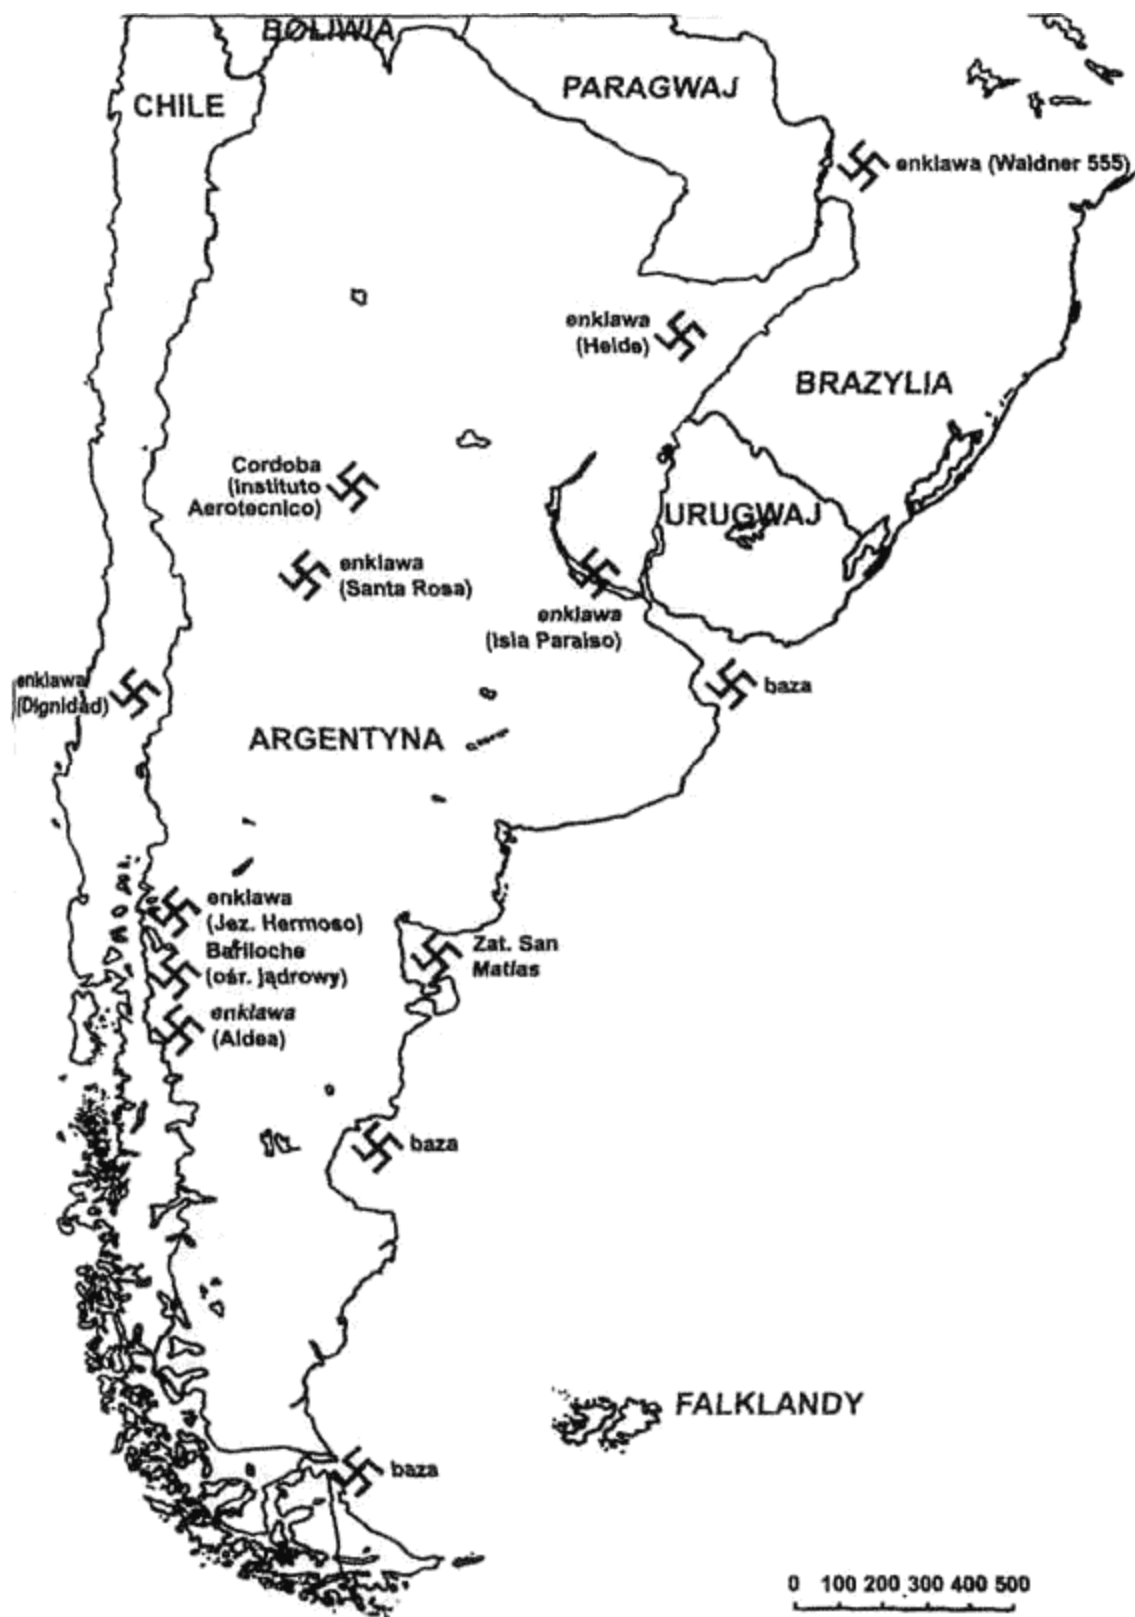 BOLIWIA
PARAGWAJ
CHILE
enklawa (Waldner 555)
enklawa
(Heide)
BRAZYLIA
Cordoba
(Instituto
Aerotecnico)
URUGWAJ
enklawa
(Santa Rosa)
enklawa
(Isla Paraiso)
enklawa
(Dignidad)
baza
ARGENTYNA
enklawa
(Jez. Hermoso)
Bariloche
(ośr. jądrowy)
Zat. San
Matias
enklawa
(Aldea)
baza
FALKLANDY
baza
0 100 200 300 400 500